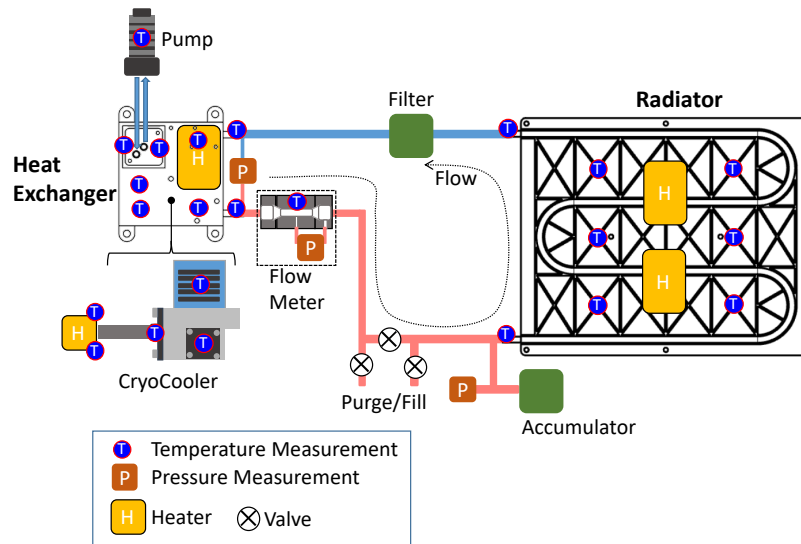 T
Pump
Filter
Radiator
T
T
T
T
T
H
Heat
Exchanger
P
Flow
T
T
T
H
T
T
T
T
P
T
T
Flow
Meter
H
T
T
T
T
H
T
T
T
T
CryoCooler
Purge/Fill
P
Accumulator
T Temperature Measurement
P Pressure Measurement
H Heater
Valve